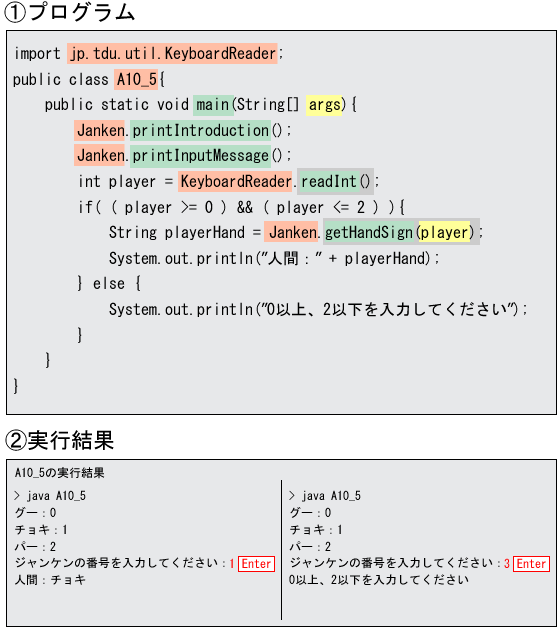 ①プログラム
import jp.tdu.util.KeyboardReader;
public class A10_5{
public static void main(String[] args){
Janken.printIntroduction();
Janken.printInputMessage();
int player = KeyboardReader.readInt();
if( ( player >= 0 ) && ( player <= 2 ) ){
String playerHand = Janken.getHandSign(player);
System.out.println("人間：" + playerHand);
} else {
System.out.println("0以上、2以下を入力してください");
}
}
}
②実行結果
A10_5の実行結果
> java A10_5
グー：0
チョキ：1
パー：2
ジャンケンの番号を入力してください：1 Enter
人間：チョキ
> java A10_5
グー：0
チョキ：1
パー：2
ジャンケンの番号を入力してください：3 Enter
0以上、2以下を入力してください